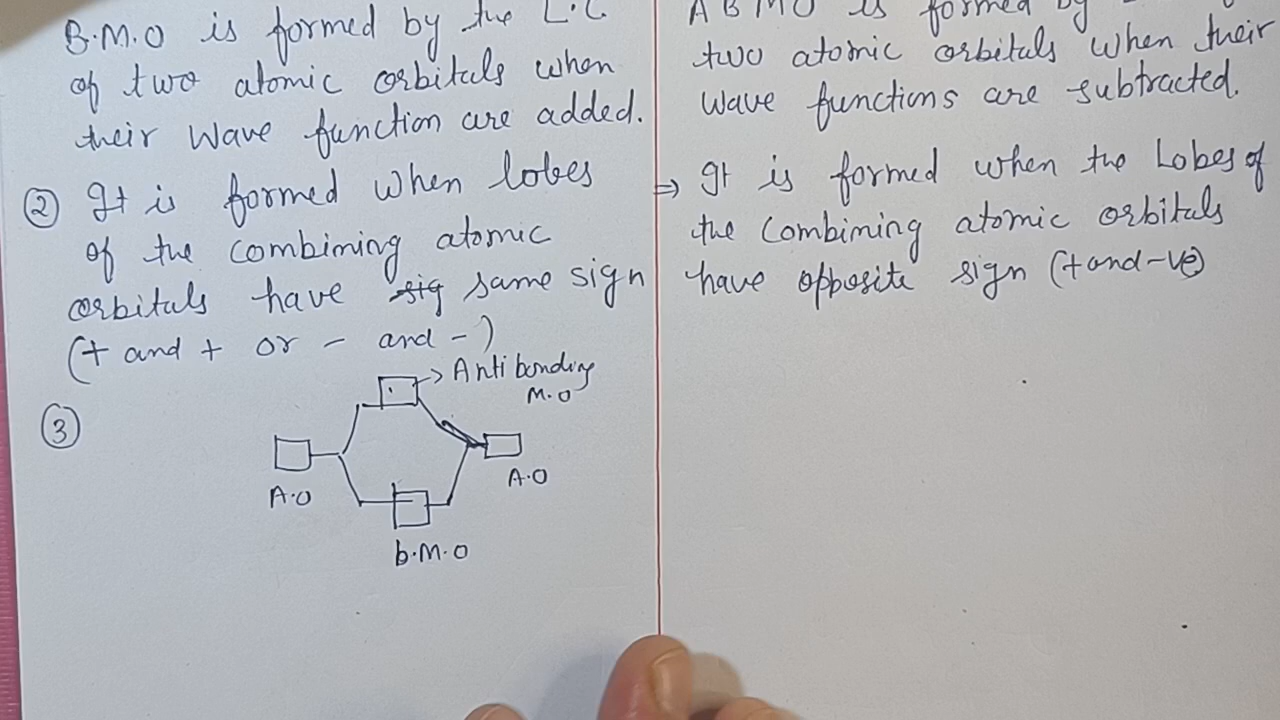 B.M.O is formed by the L.C
of two atomic orbitals when
their wave function are added.
② It is formed when lobes
of the combining atomic
orbitals have sig same sign
(+ and + or - and -)
③
Anti bonding
M.O
A.O
A.O
b.M.O
A B M O is formed by
two atomic orbitals when their
wave functions are subtracted.
⇒ It is formed when the Lobes of
the combining atomic orbitals
have opposite sign (+ and -ve)